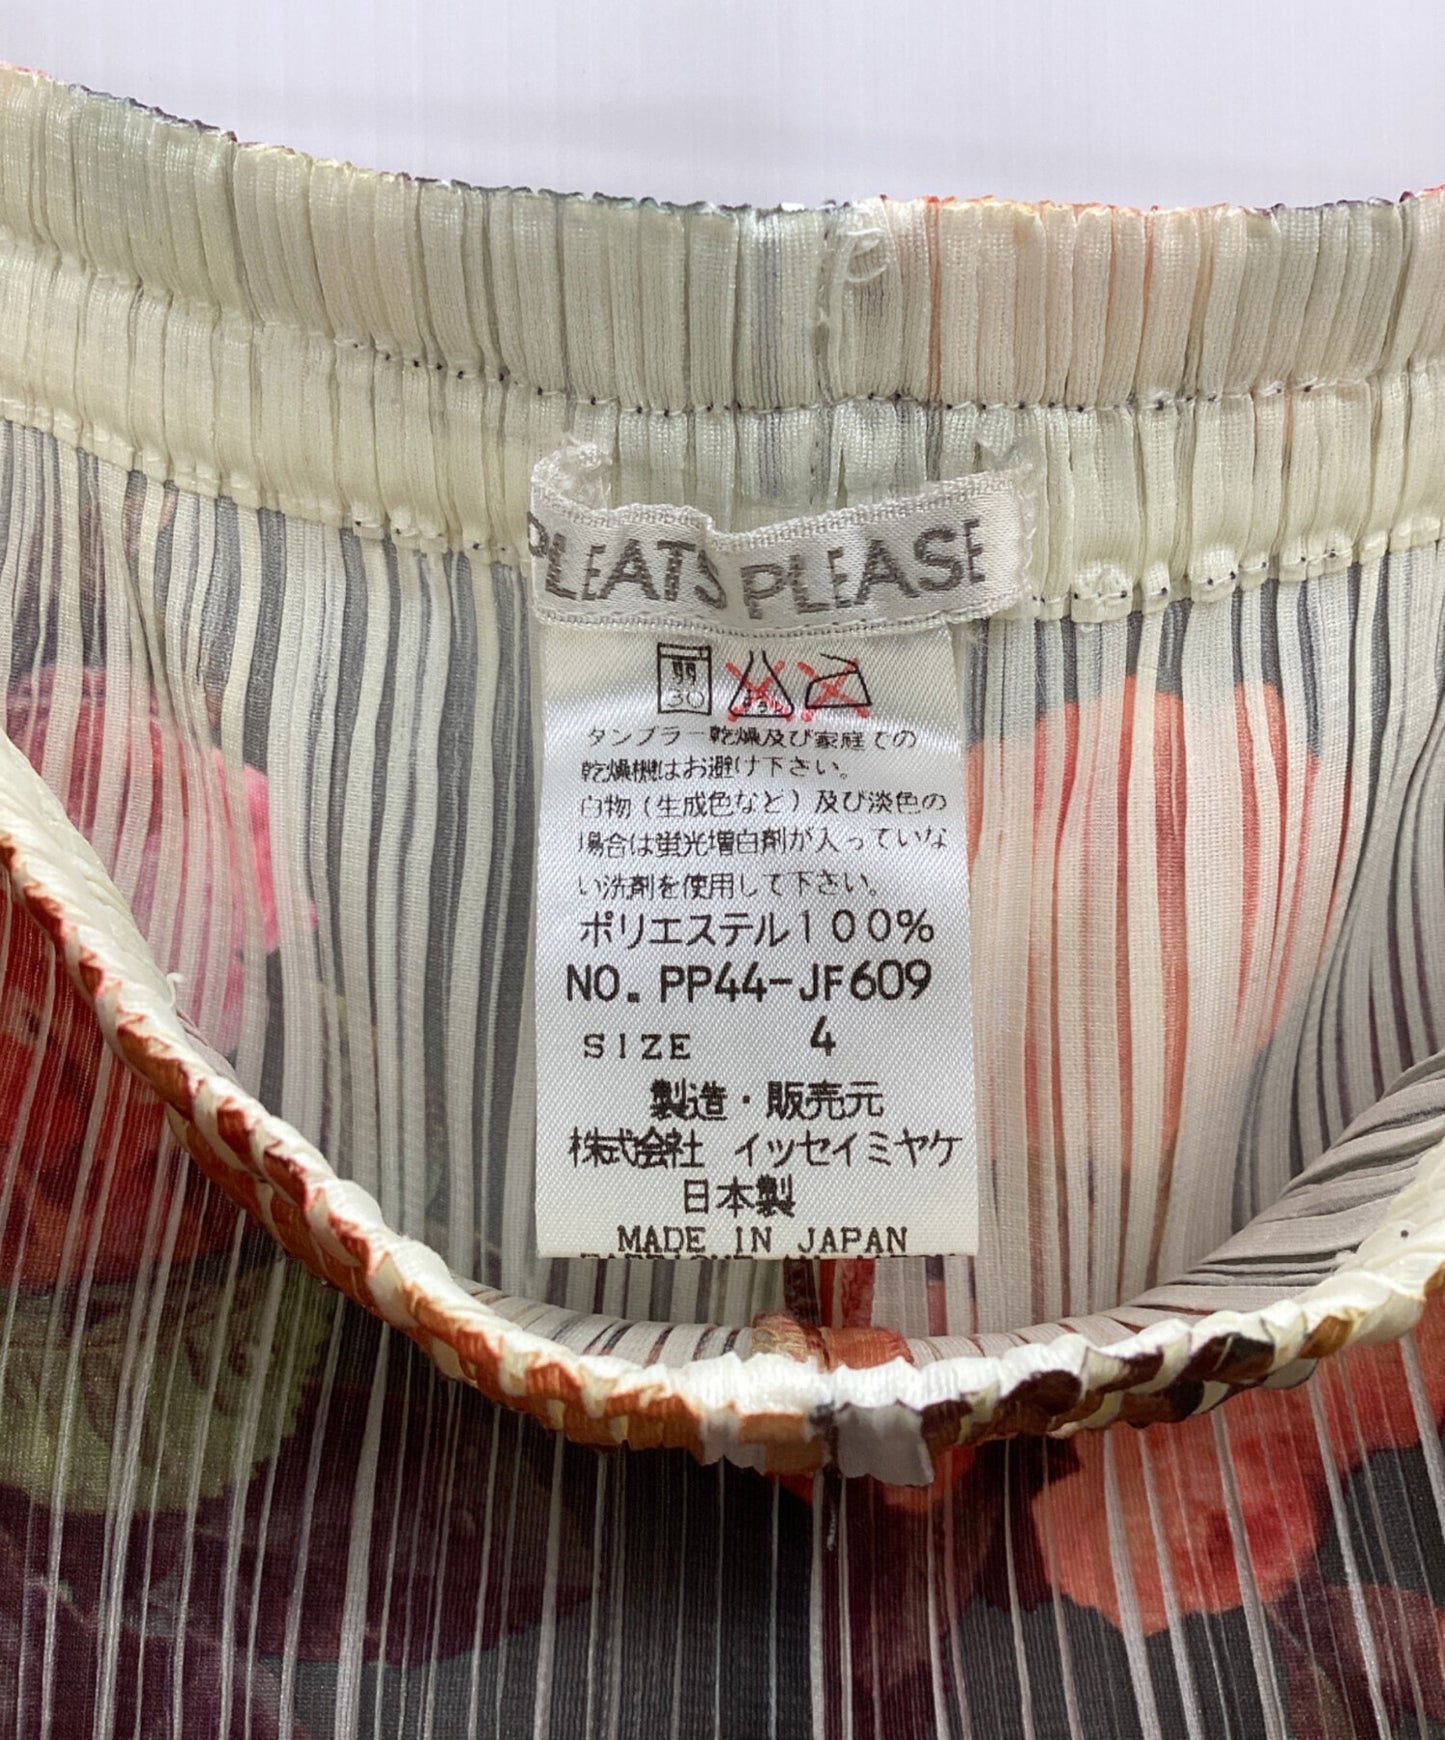 PLEATS PLEASE
弱
30
タンブラー乾燥及び家庭での
乾燥機はお避け下さい。
白物(生成色など)及び淡色の
場合は蛍光増白剤が入っていな
い洗剤を使用して下さい。
ポリエステル100%
NO. PP44-JF609
SIZE 4
製造・販売元
株式会社 イッセイミヤケ
日本製
MADE IN JAPAN